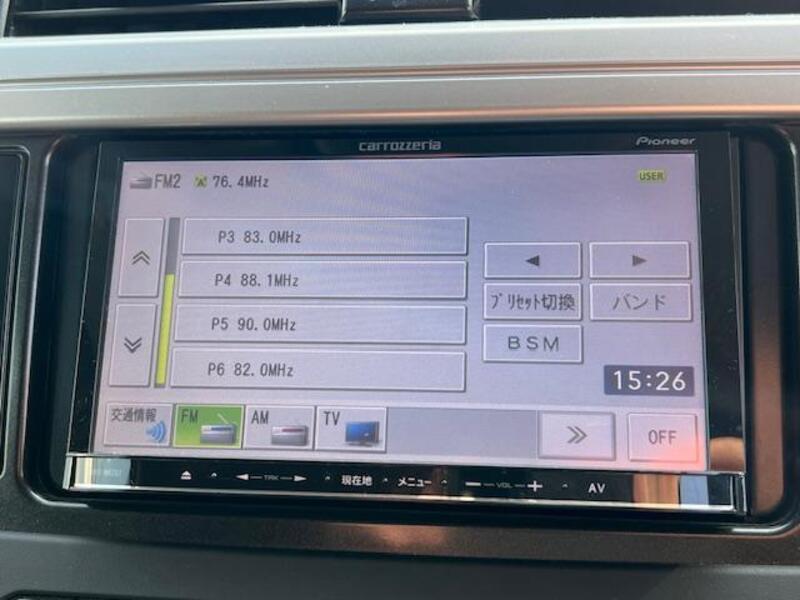 carrozzeria
Pioneer
FM2 76.4MHz
USER
P3 83.0MHz
P4 88.1MHz
P5 90.0MHz
P6 82.0MHz
プリセット切換
バンド
BSM
15:26
交通情報
FM
AM
TV
OFF
TRK
現在地
メニュー
VOL
AV